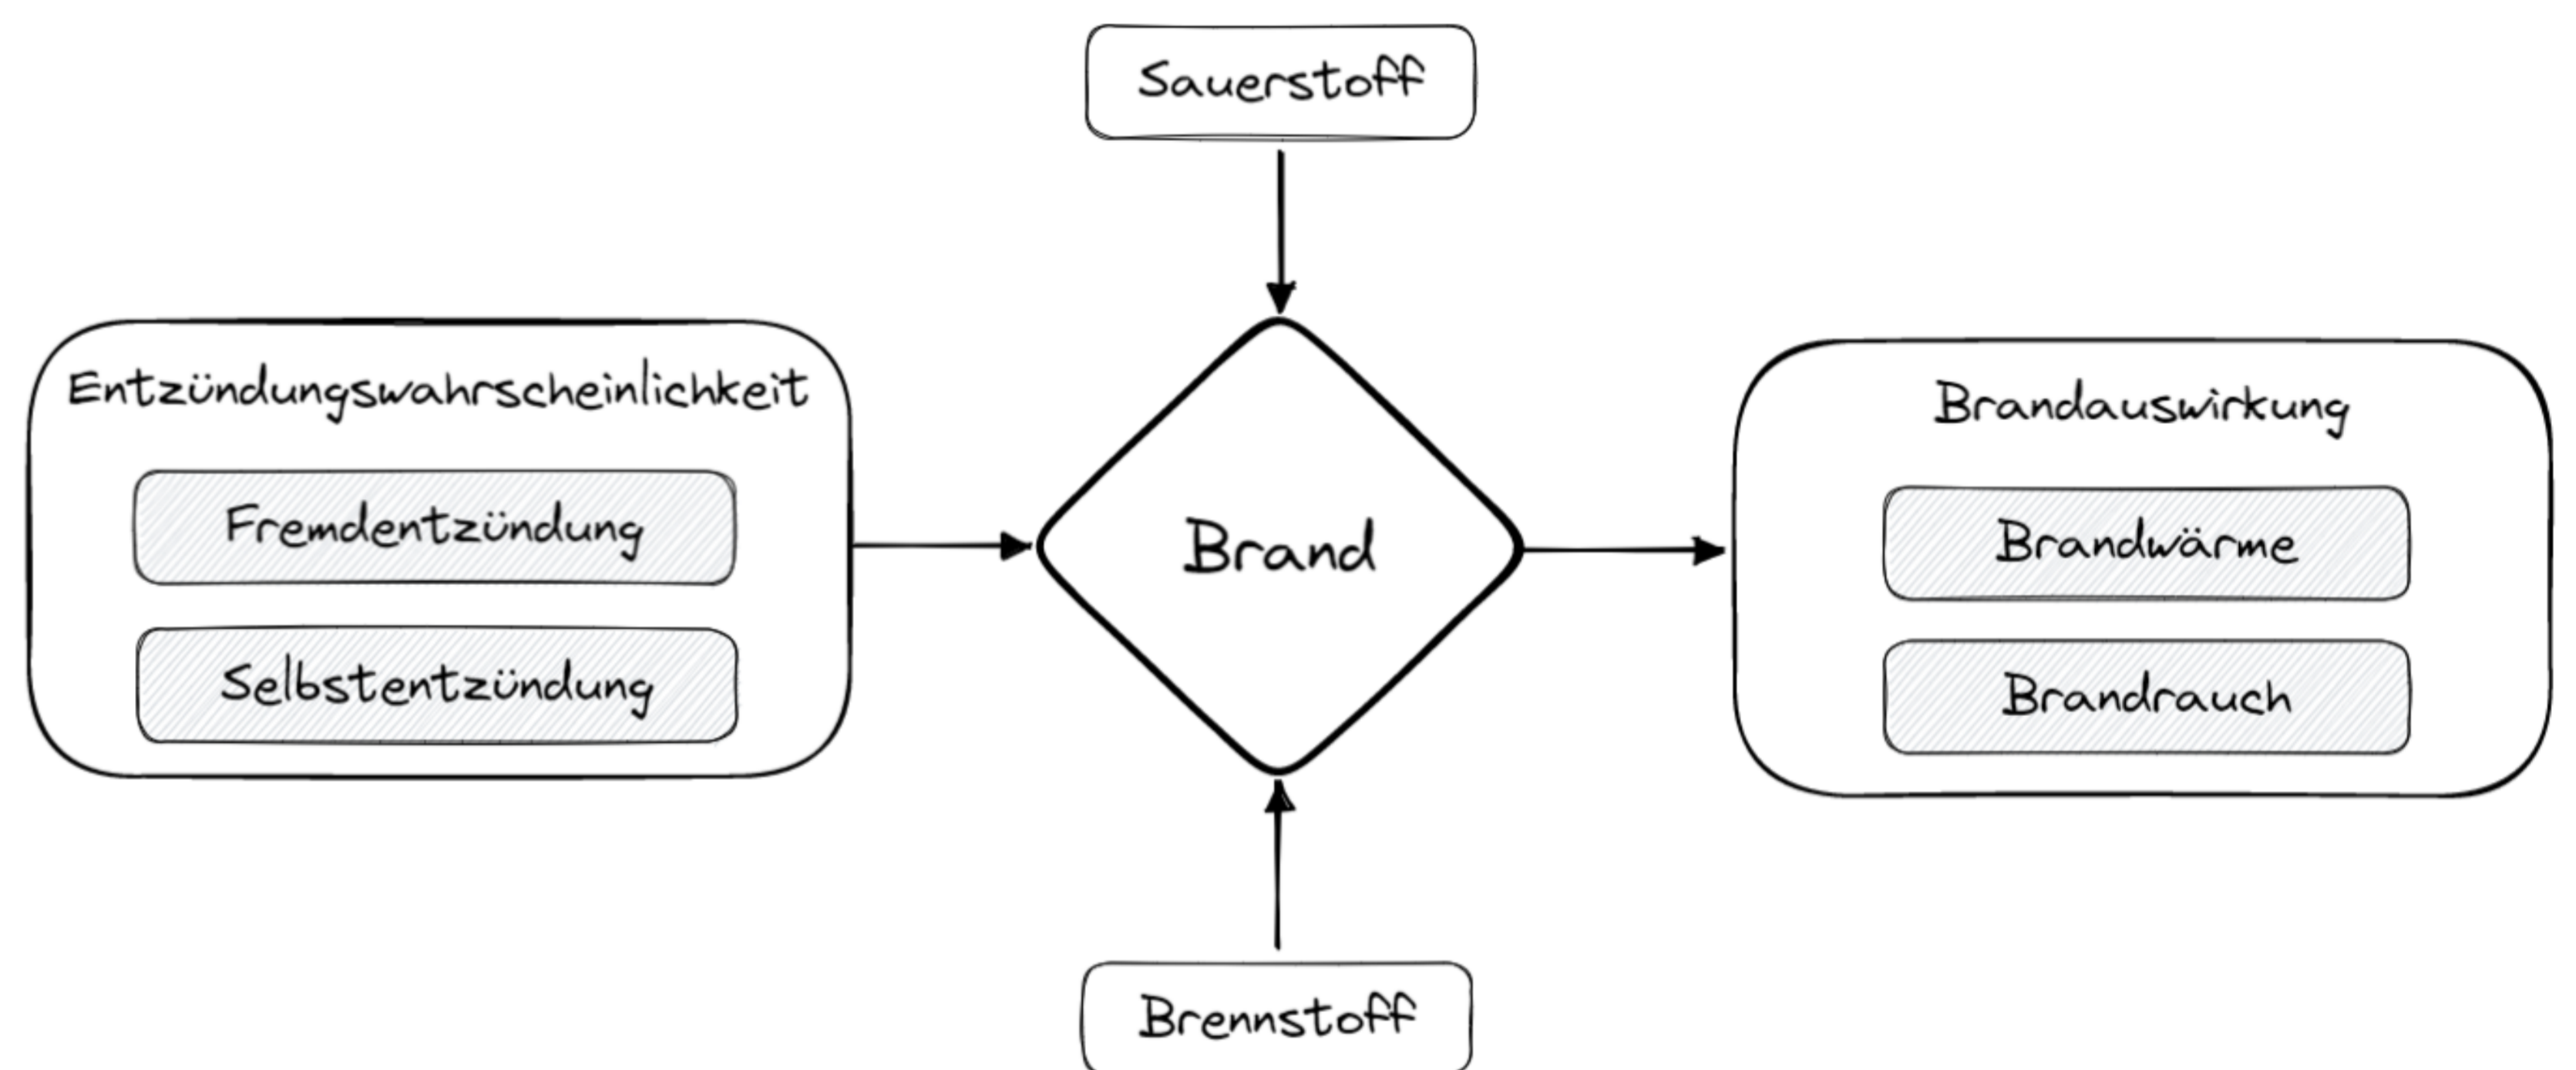 Sauerstoff
Entzündungswahrscheinlichkeit
Fremdentzündung
Selbstentzündung
Brand
Brandauswirkung
Brandwärme
Brandrauch
Brennstoff